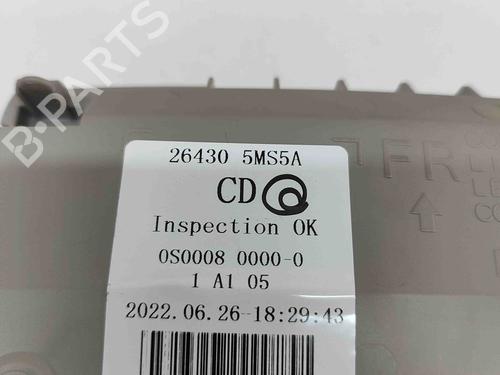 B-PARTS
26430 5MS5A
CD
Inspection OK
0S0008 0000-0
1 A1 05
2022.06.26-18:29:43
FR